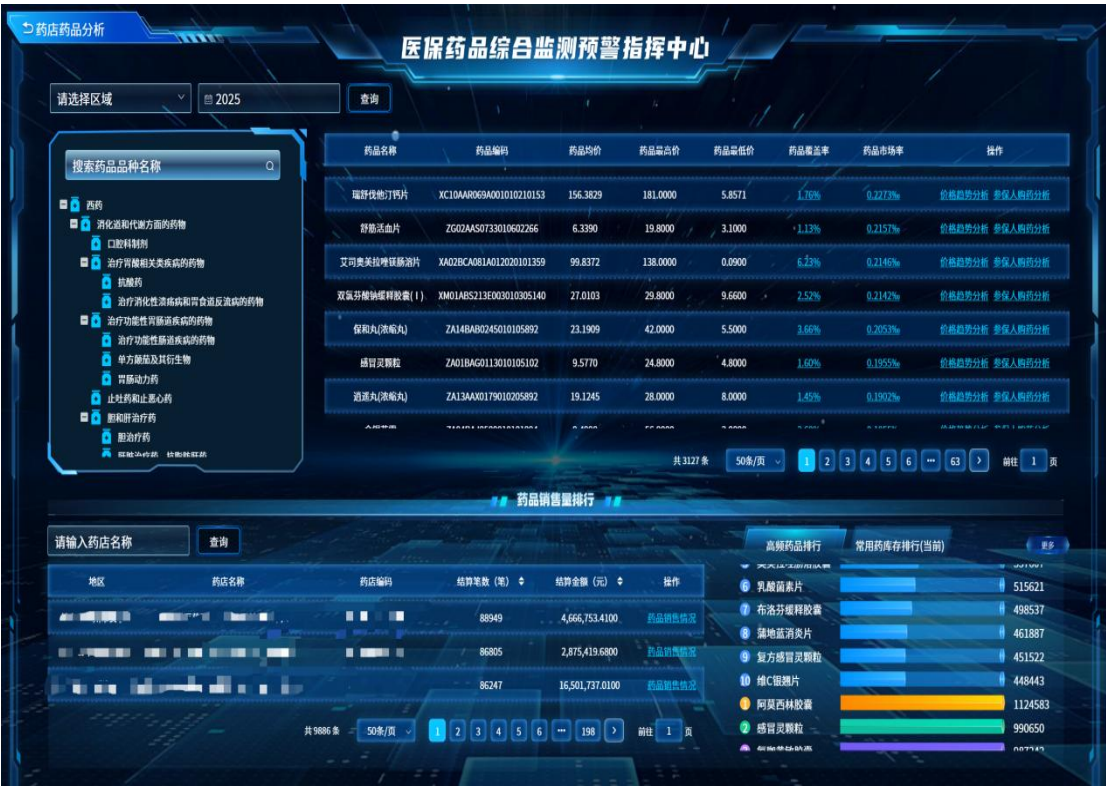 药店药品分析
医保药品综合监测预警指挥中心
请选择区域 2025 查询
搜索药品品种名称
西药
消化道和代谢方面的药物
口腔科制剂
治疗胃酸相关类疾病的药物
抗酸药
治疗消化性溃疡病和胃食道反流病的药物
治疗功能性胃肠道疾病的药物
治疗功能性肠道疾病的药物
单方颠茄及其衍生物
胃肠动力药
止吐药和止恶心药
胆和肝治疗药
胆治疗药
肝脏治疗药、抗脂肪肝药
药品名称 药品编码 药品均价 药品最高价 药品最低价 药品覆盖率 药品市场率 操作
瑞舒伐他汀钙片 XC10AAR069A001010210153 156.3829 181.0000 5.8571 1.76% 0.2273‰ 价格趋势分析 参保人购药分析
舒筋活血片 ZG02AAS0733010602266 6.3390 19.8000 3.1000 1.13% 0.2157‰ 价格趋势分析 参保人购药分析
艾司奥美拉唑镁肠溶片 XA02BCA081A012020101359 99.8372 138.0000 0.0900 6.23% 0.2146‰ 价格趋势分析 参保人购药分析
双氯芬酸钠缓释胶囊(Ⅰ) XM01ABS213E003010305140 27.0103 29.8000 9.6600 2.52% 0.2142‰ 价格趋势分析 参保人购药分析
保和丸(浓缩丸) ZA14BAB0245010105892 23.1909 42.0000 5.5000 3.66% 0.2053‰ 价格趋势分析 参保人购药分析
感冒灵颗粒 ZA01BAG0113010105102 9.5770 24.8000 4.8000 1.60% 0.1955‰ 价格趋势分析 参保人购药分析
逍遥丸(浓缩丸) ZA13AAX0179010205892 19.1245 28.0000 8.0000 1.45% 0.1902‰ 价格趋势分析 参保人购药分析
共 3127 条 50条/页 1 2 3 4 5 6 ••• 63 > 前往 1 页
药品销售量排行
请输入药店名称 查询
地区 药店名称 药店编码 结算笔数（笔） 结算金额（元） 操作
88949 4,666,753.4100 药品销售情况
86805 2,875,419.6800 药品销售情况
86247 16,501,737.0100 药品销售情况
共 9886 条 50条/页 1 2 3 4 5 6 ••• 198 > 前往 1 页
高频药品排行 常用药库存排行(当前) 更多
6 乳酸菌素片 515621
7 布洛芬缓释胶囊 498537
8 蒲地蓝消炎片 461887
9 复方感冒灵颗粒 451522
10 维C银翘片 448443
1 阿莫西林胶囊 1124583
2 感冒灵颗粒 990650